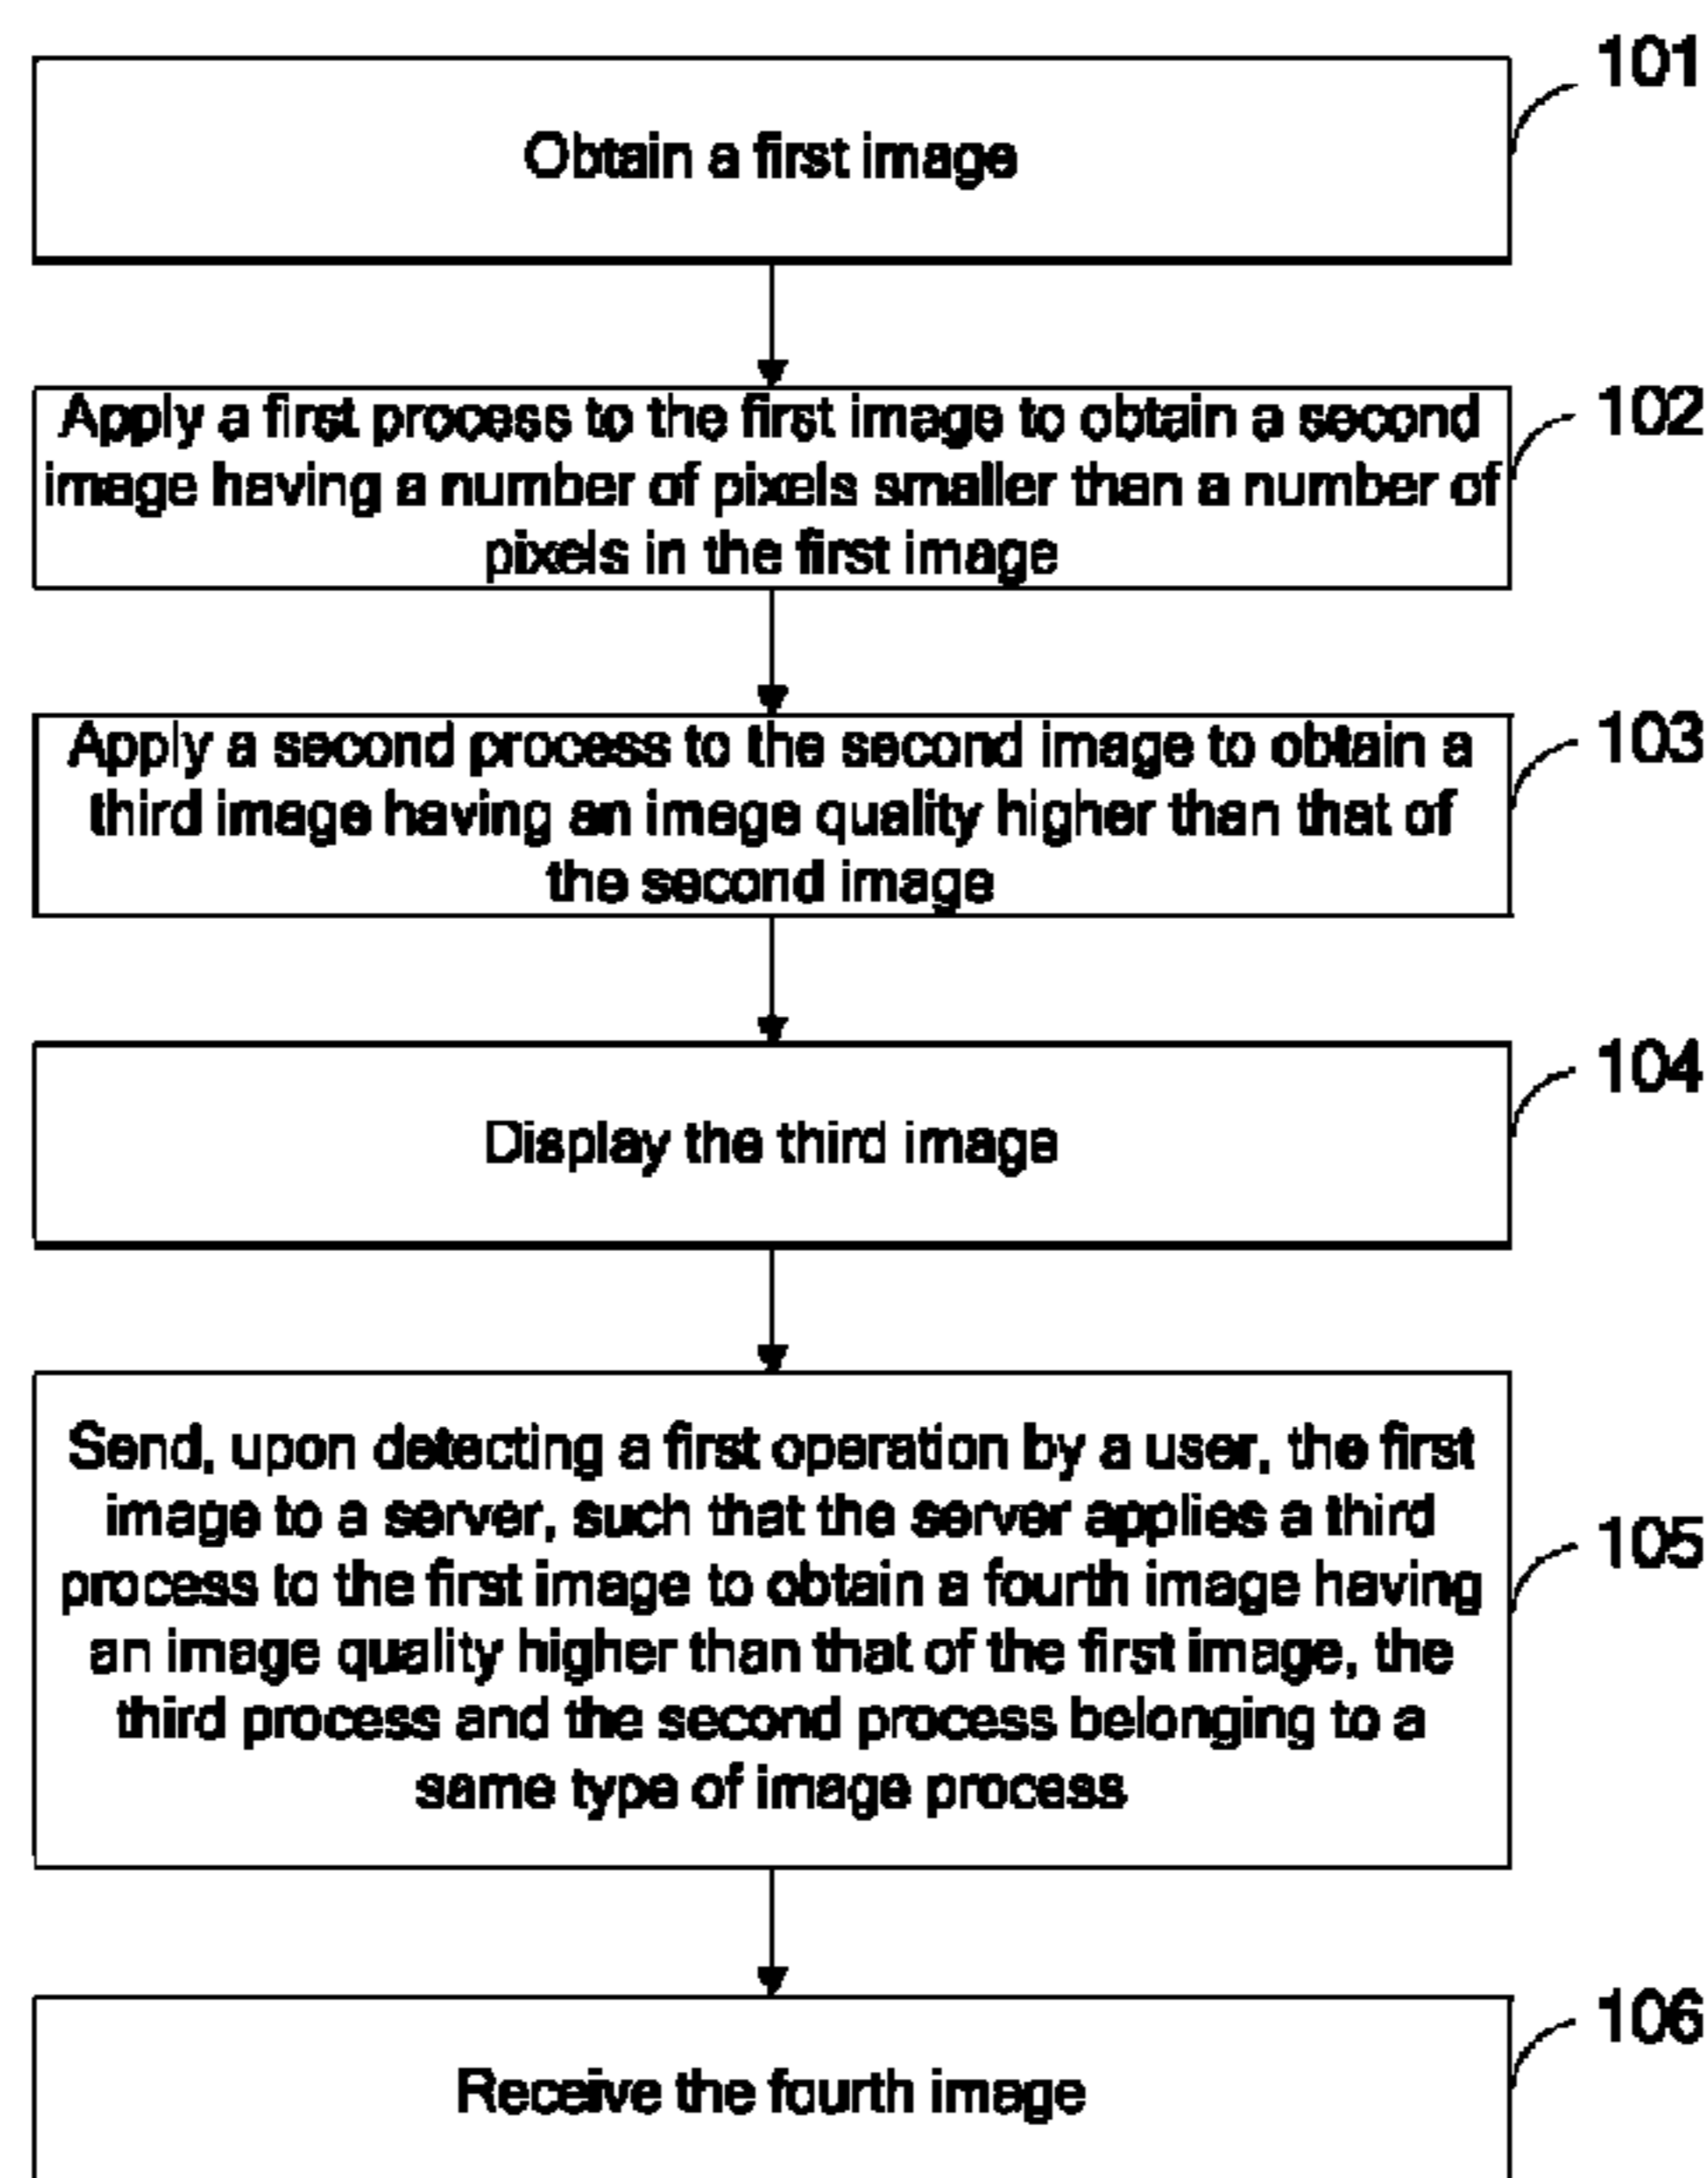 101
Obtain a first image
102
Apply a first process to the first image to obtain a second
image having a number of pixels smaller than a number of
pixels in the first image
103
Apply a second process to the second image to obtain a
third image having an image quality higher than that of
the second image
104
Display the third image
Send, upon detecting a first operation by a user, the first
image to a server, such that the server applies a third
105
process to the first image to obtain a fourth image having
an image quality higher than that of the first image, the
third process and the second process belonging to a
same type of image process
106
Receive the fourth image